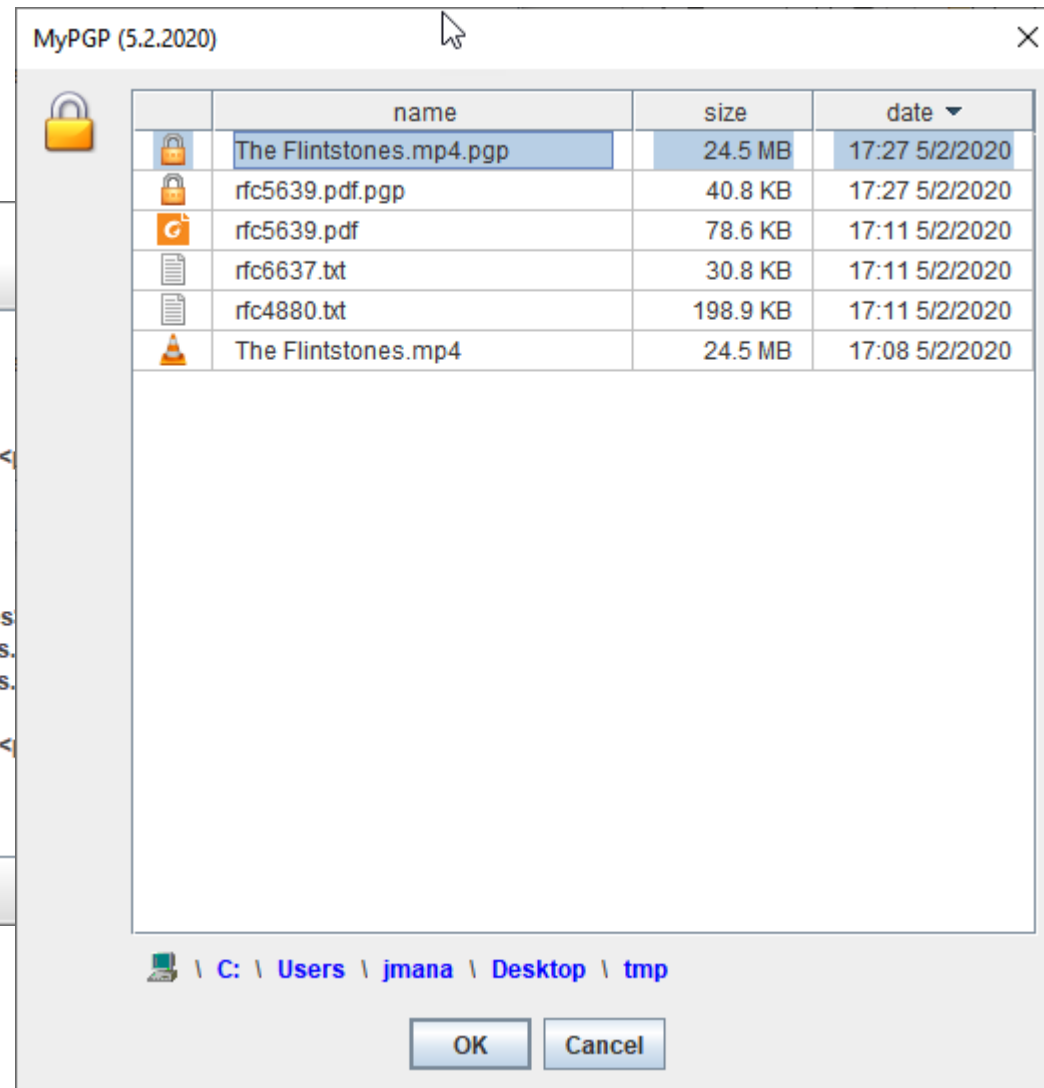 MyPGP (5.2.2020)
name size date
The Flintstones.mp4.pgp 24.5 MB 17:27 5/2/2020
rfc5639.pdf.pgp 40.8 KB 17:27 5/2/2020
rfc5639.pdf 78.6 KB 17:11 5/2/2020
rfc6637.txt 30.8 KB 17:11 5/2/2020
rfc4880.txt 198.9 KB 17:11 5/2/2020
The Flintstones.mp4 24.5 MB 17:08 5/2/2020
\ C: \ Users \ jmana \ Desktop \ tmp
OK Cancel